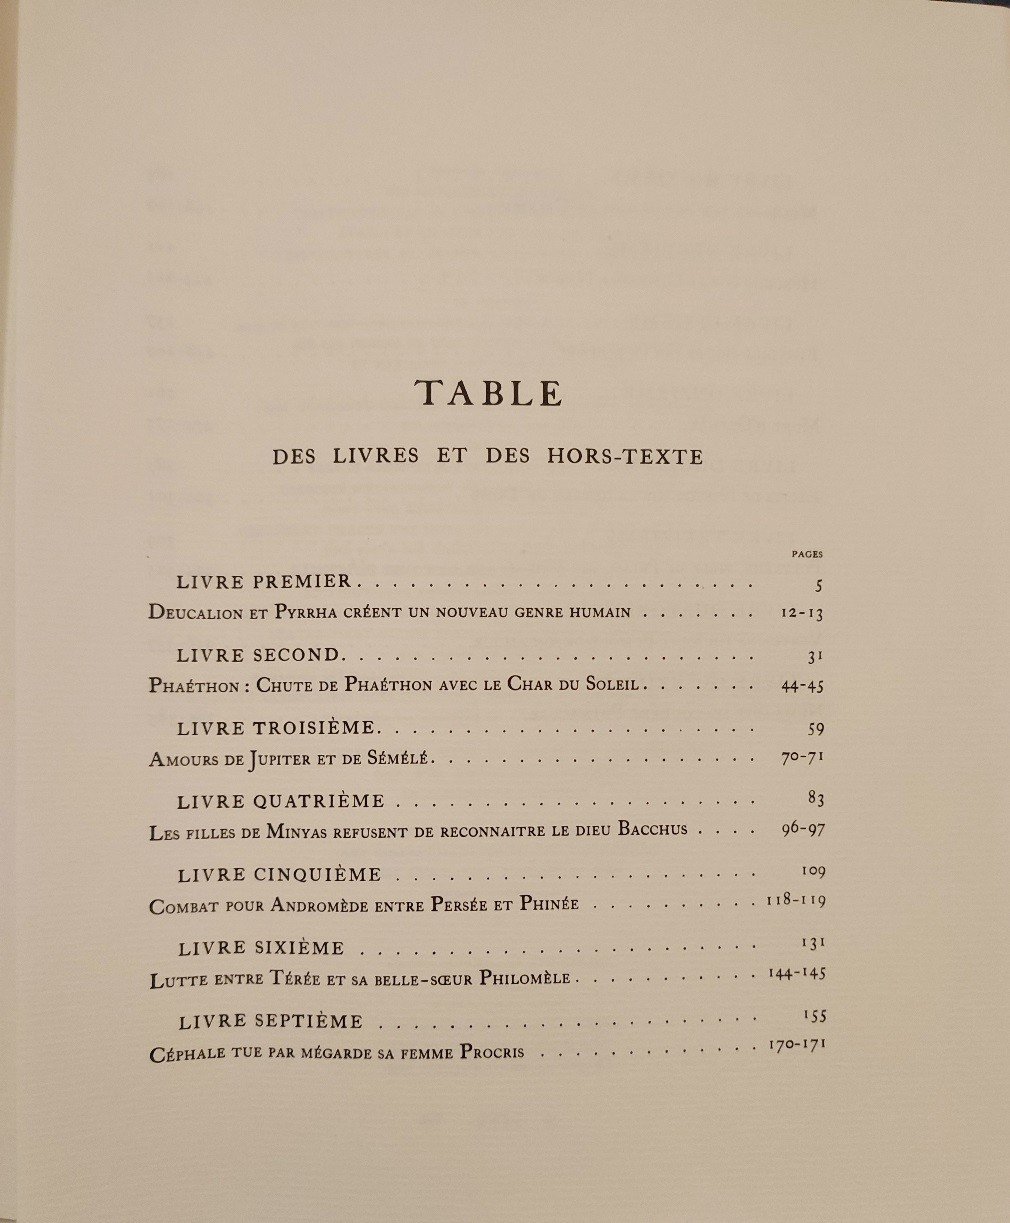 TABLE
DES LIVRES ET DES HORS-TEXTE
PAGES
LIVRE PREMIER. . . . . . . . . . . . . . . . . . . . . . . 5
DEUCALION ET PYRRHA CRÉENT UN NOUVEAU GENRE HUMAIN . . . . . . . 12-13
LIVRE SECOND. . . . . . . . . . . . . . . . . . . . . . . . 31
PHAÉTHON : CHUTE DE PHAÉTHON AVEC LE CHAR DU SOLEIL. . . . . . . 44-45
LIVRE TROISIÈME. . . . . . . . . . . . . . . . . . . . . . 59
AMOURS DE JUPITER ET DE SÉMÉLÉ. . . . . . . . . . . . . . . . . . . 70-71
LIVRE QUATRIÈME . . . . . . . . . . . . . . . . . . . . . 83
LES FILLES DE MINYAS REFUSENT DE RECONNAITRE LE DIEU BACCHUS . . . . 96-97
LIVRE CINQUIÈME . . . . . . . . . . . . . . . . . . . . . 109
COMBAT POUR ANDROMÈDE ENTRE PERSÉE ET PHINÉE . . . . . . . . . . 118-119
LIVRE SIXIÈME . . . . . . . . . . . . . . . . . . . . . . . 131
LUTTE ENTRE TÉRÉE ET SA BELLE-SŒUR PHILOMÈLE. . . . . . . . . . . 144-145
LIVRE SEPTIÈME . . . . . . . . . . . . . . . . . . . . . . 155
CÉPHALE TUE PAR MÉGARDE SA FEMME PROCRIS . . . . . . . . . . . . . 170-171